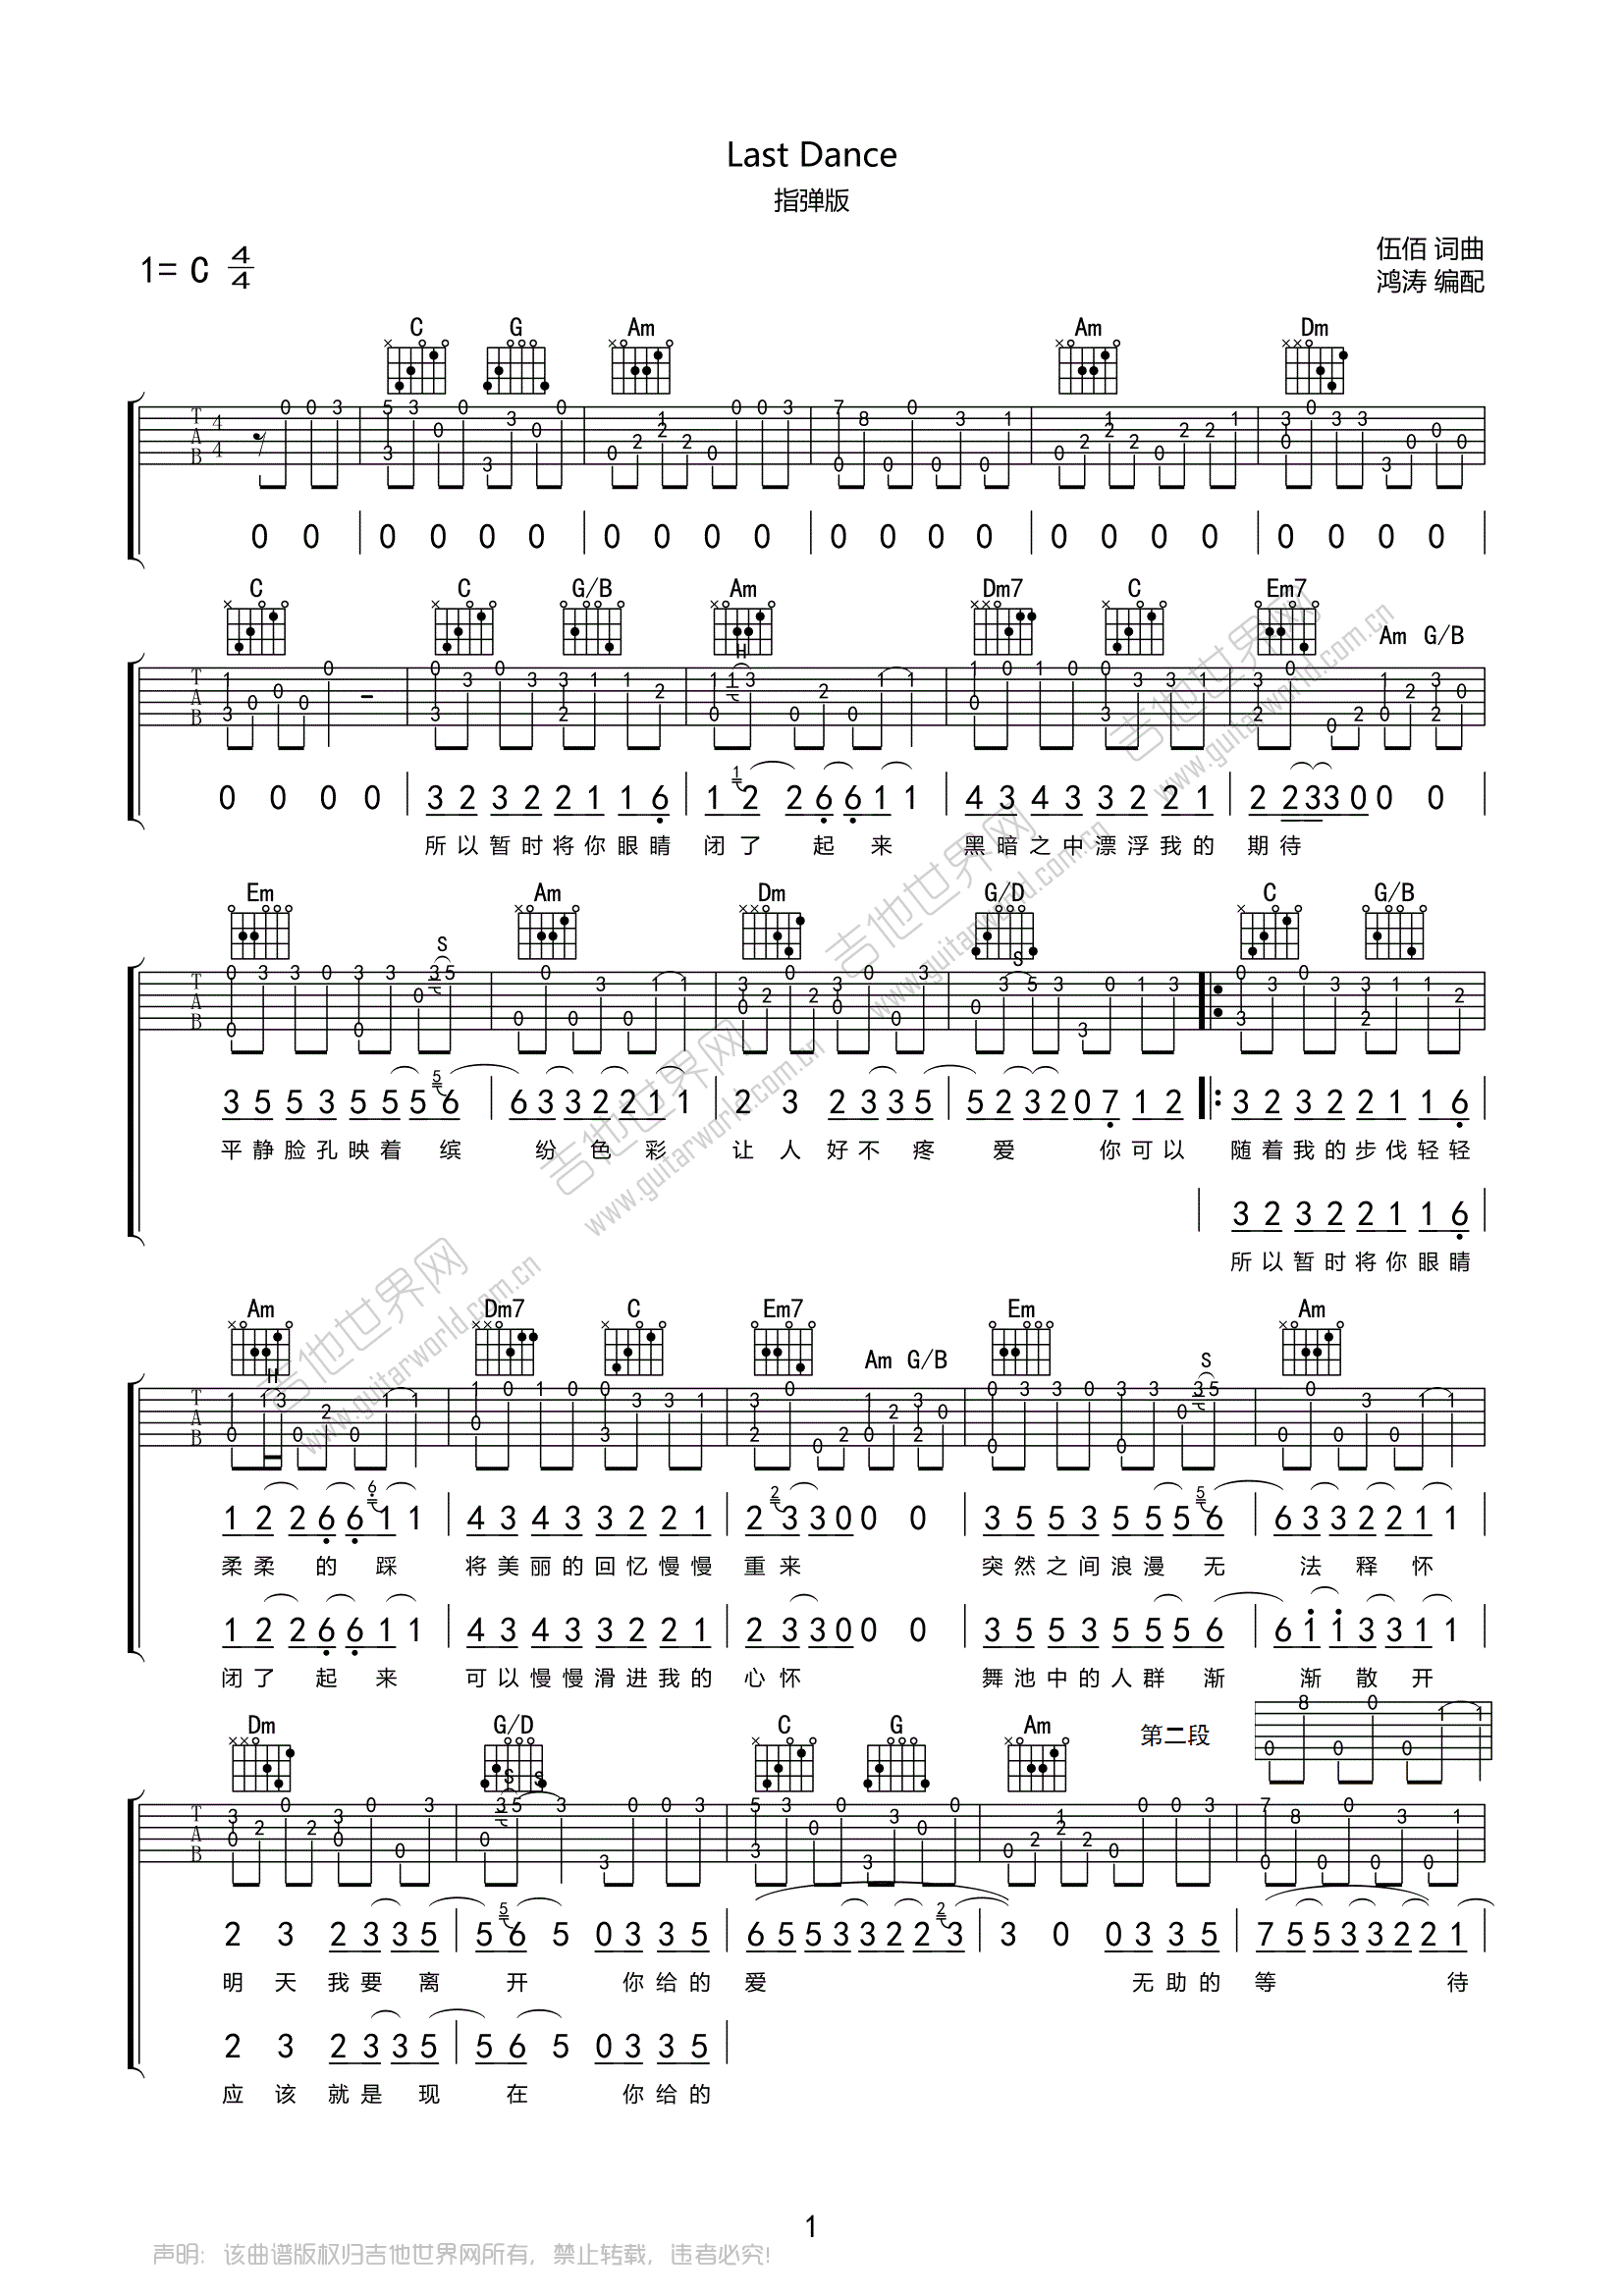 Last Dance
指弹版
1= C 4/4
伍佰 词曲
鸿涛 编配
C G Am Am Dm
0 0 0 0 0 0 0 0 0 0 0 0 0 0 0 0 0 0 0 0 0 0
C C G/B Am Dm7 C Em7 Am G/B
0 0 0 0 3 2 3 2 2 1 1 6 1 1 2 2 6 6 1 1 4 3 4 3 3 2 2 1 2 2 3 3 0 0 0
所以暂时将你眼睛 闭了 起 来 黑暗之中漂浮我的 期待
Em Am Dm G/D C G/B
3 5 5 3 5 5 5 5 6 6 3 3 2 2 1 1 2 3 2 3 3 5 5 2 3 2 0 7 1 2 3 2 3 2 2 1 1 6
平静脸孔映着 缤 纷 色 彩 让 人 好不 疼 爱 你可以 随着我的步伐轻轻
3 2 3 2 2 1 1 6
所以暂时将你眼睛
Am Dm7 C Em7 Am G/B Em Am
1 2 2 6 6 6 1 1 4 3 4 3 3 2 2 1 2 2 3 3 0 0 0 3 5 5 3 5 5 5 5 6 6 3 3 2 2 1 1
柔柔 的 踩 将美丽的回忆慢慢 重来 突然之间浪漫无 法 释 怀
1 2 2 6 6 1 1 4 3 4 3 3 2 2 1 2 3 3 0 0 0 3 5 5 3 5 5 5 6 6 1 1 3 3 1 1
闭了 起 来 可以慢慢滑进我的 心怀 舞池中的人群渐 渐 散 开
Dm G/D C G Am 第二段
2 3 2 3 3 5 5 5 6 5 0 3 3 5 6 5 5 3 3 2 2 2 3 3 0 0 3 3 5 7 5 5 3 3 2 2 1
明 天 我要 离 开 你给的 爱 无助的 等 待
2 3 2 3 3 5 5 6 5 0 3 3 5
应 该 就是 现 在 你给的
吉他世界网
www.guitarworld.com.cn
1
声明：该曲谱版权归吉他世界网所有，禁止转载，违者必究！